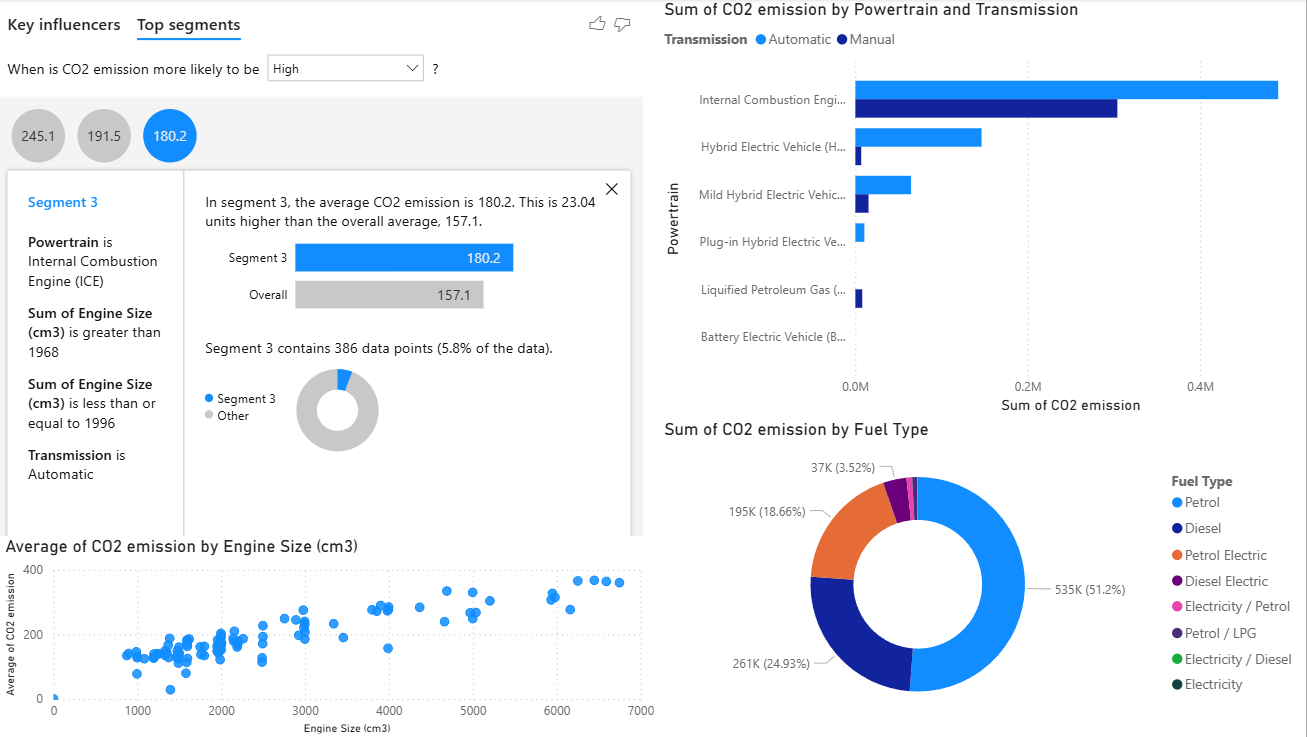 Key influencers Top segments
When is CO2 emission more likely to be High ?
245.1 191.5 180.2
Segment 3
Powertrain is
Internal Combustion
Engine (ICE)
Sum of Engine Size
(cm3) is greater than
1968
Sum of Engine Size
(cm3) is less than or
equal to 1996
Transmission is
Automatic
In segment 3, the average CO2 emission is 180.2. This is 23.04
units higher than the overall average, 157.1.
Segment 3 180.2
Overall 157.1
Segment 3 contains 386 data points (5.8% of the data).
Segment 3
Other
Average of CO2 emission by Engine Size (cm3)
Average of CO2 emission
400
200
0
0 1000 2000 3000 4000 5000 6000 7000
Engine Size (cm3)
Sum of CO2 emission by Powertrain and Transmission
Transmission Automatic Manual
Powertrain
Internal Combustion Engi...
Hybrid Electric Vehicle (H...
Mild Hybrid Electric Vehic...
Plug-in Hybrid Electric Ve...
Liquified Petroleum Gas (...
Battery Electric Vehicle (B...
0.0M 0.2M 0.4M
Sum of CO2 emission
Sum of CO2 emission by Fuel Type
37K (3.52%)
195K (18.66%)
535K (51.2%)
261K (24.93%)
Fuel Type
Petrol
Diesel
Petrol Electric
Diesel Electric
Electricity / Petrol
Petrol / LPG
Electricity / Diesel
Electricity